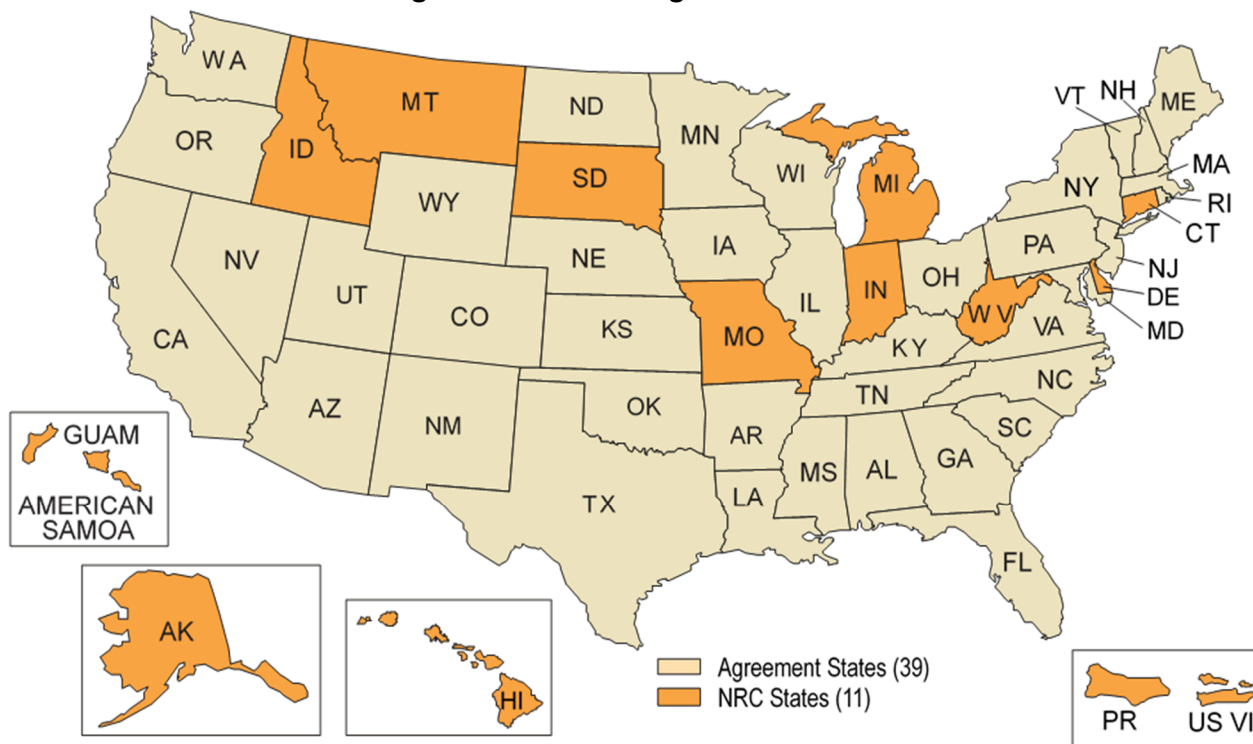 WA
MT
ND
MN
VT
NH
ME
OR
ID
SD
WI
MI
NY
MA
RI
CT
WY
IA
PA
NJ
DE
MD
NV
UT
NE
IL
IN
OH
WV
VA
CA
CO
KS
MO
KY
NC
TN
AZ
NM
OK
AR
SC
MS
AL
GA
TX
LA
FL
GUAM
AMERICAN
SAMOA
AK
HI
Agreement States (39)
NRC States (11)
PR
US VI